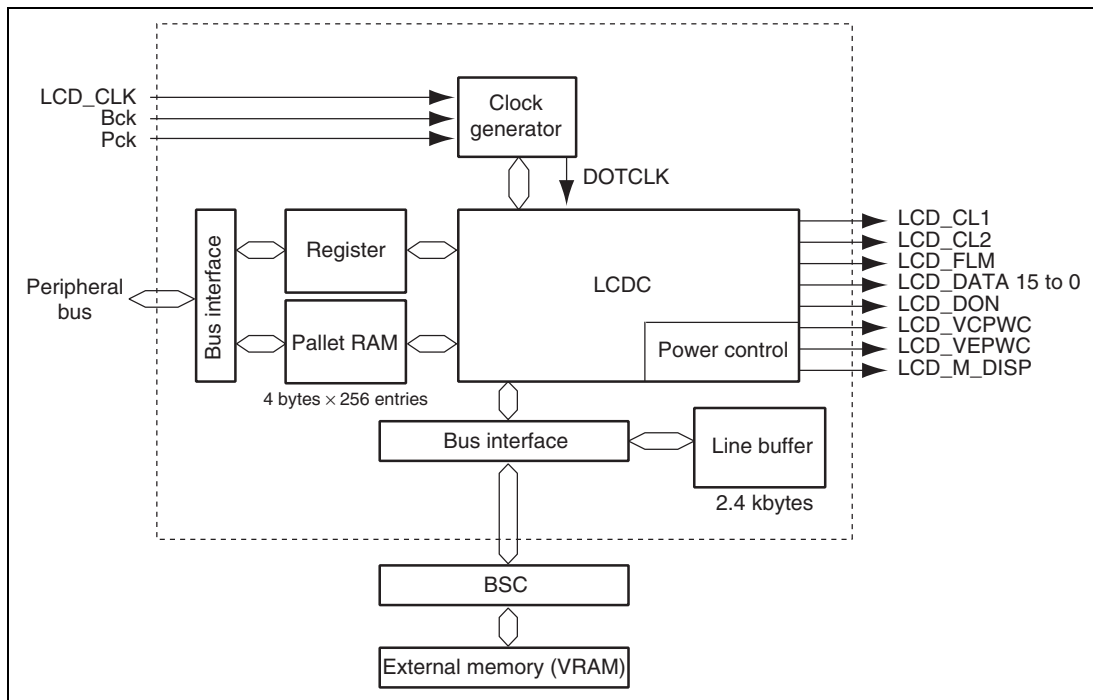 LCD_CLK
Bck
Pck
Clock
generator
DOTCLK
Peripheral
bus
Bus interface
Register
Pallet RAM
4 bytes × 256 entries
LCDC
Power control
LCD_CL1
LCD_CL2
LCD_FLM
LCD_DATA 15 to 0
LCD_DON
LCD_VCPWC
LCD_VEPWC
LCD_M_DISP
Bus interface
Line buffer
2.4 kbytes
BSC
External memory (VRAM)